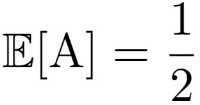 𝔼[A] = 1/2